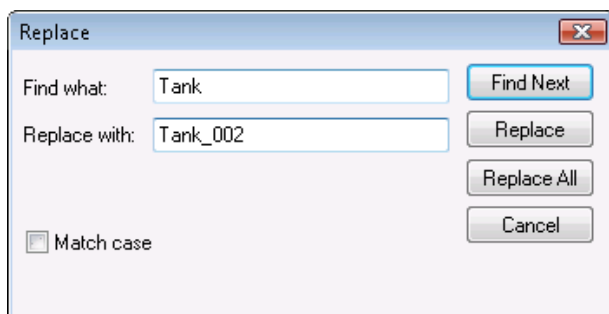 Replace
Find what: Tank Find Next
Replace with: Tank_002 Replace
Replace All
Cancel
Match case